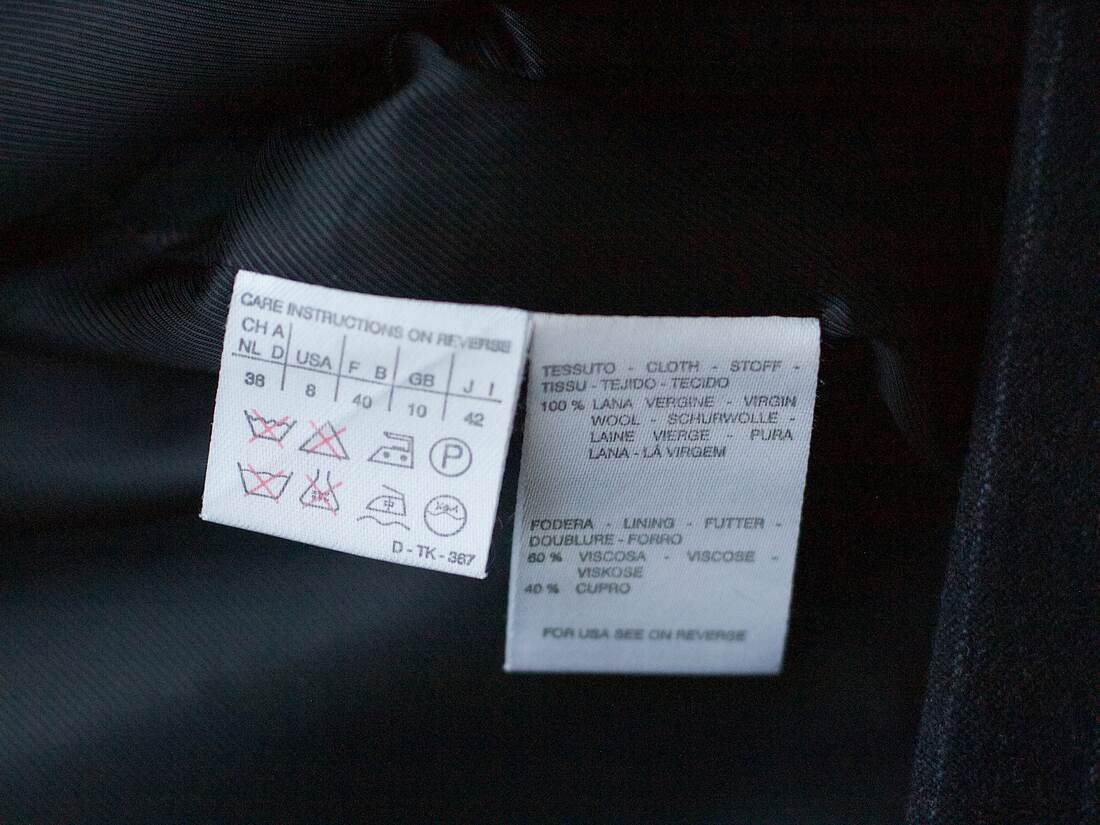 CARE INSTRUCTIONS ON REVERSE
CH A
NL D USA F B GB J I
38 8 40 10 42
P
D - TK - 367
TESSUTO - CLOTH - STOFF -
TISSU - TEJIDO - TECIDO
100 % LANA VERGINE - VIRGIN
WOOL - SCHURWOLLE -
LAINE VIERGE - PURA
LANA - LÀ VIRGEM
FODERA - LINING - FUTTER -
DOUBLURE - FORRO
60 % VISCOSA - VISCOSE -
VISKOSE
40 % CUPRO
FOR USA SEE ON REVERSE